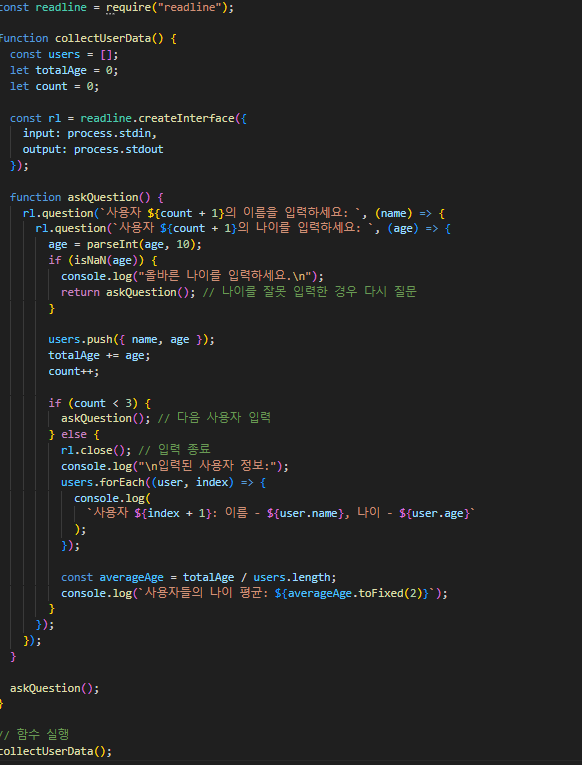 const readline = require("readline");
function collectUserData() {
const users = [];
let totalAge = 0;
let count = 0;
const rl = readline.createInterface({
input: process.stdin,
output: process.stdout
});
function askQuestion() {
rl.question(`사용자 ${count + 1}의 이름을 입력하세요: `, (name) => {
rl.question(`사용자 ${count + 1}의 나이를 입력하세요: `, (age) => {
age = parseInt(age, 10);
if (isNaN(age)) {
console.log("올바른 나이를 입력하세요.\n");
return askQuestion(); // 나이를 잘못 입력한 경우 다시 질문
}
users.push({ name, age });
totalAge += age;
count++;
if (count < 3) {
askQuestion(); // 다음 사용자 입력
} else {
rl.close(); // 입력 종료
console.log("\n입력된 사용자 정보:");
users.forEach((user, index) => {
console.log(
`사용자 ${index + 1}: 이름 - ${user.name}, 나이 - ${user.age}`
);
});
const averageAge = totalAge / users.length;
console.log(`사용자들의 나이 평균: ${averageAge.toFixed(2)}`);
}
});
});
}
askQuestion();
}
// 함수 실행
collectUserData();